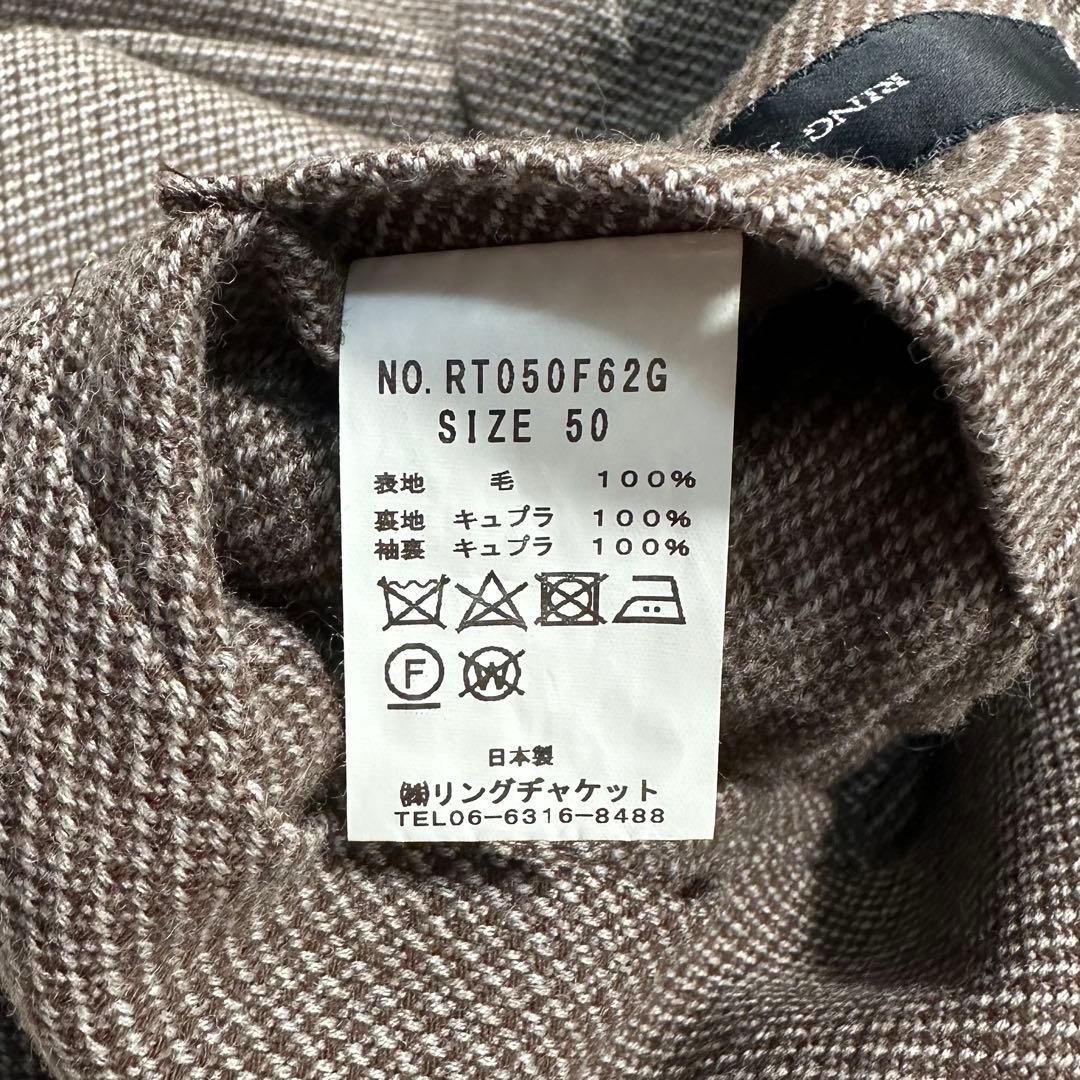 RING
NO. RT050F62G
SIZE 50
表地 毛 100%
裏地 キュプラ 100%
袖裏 キュプラ 100%
F
W
日本製
㈱リングヂャケット
TEL06-6316-8488